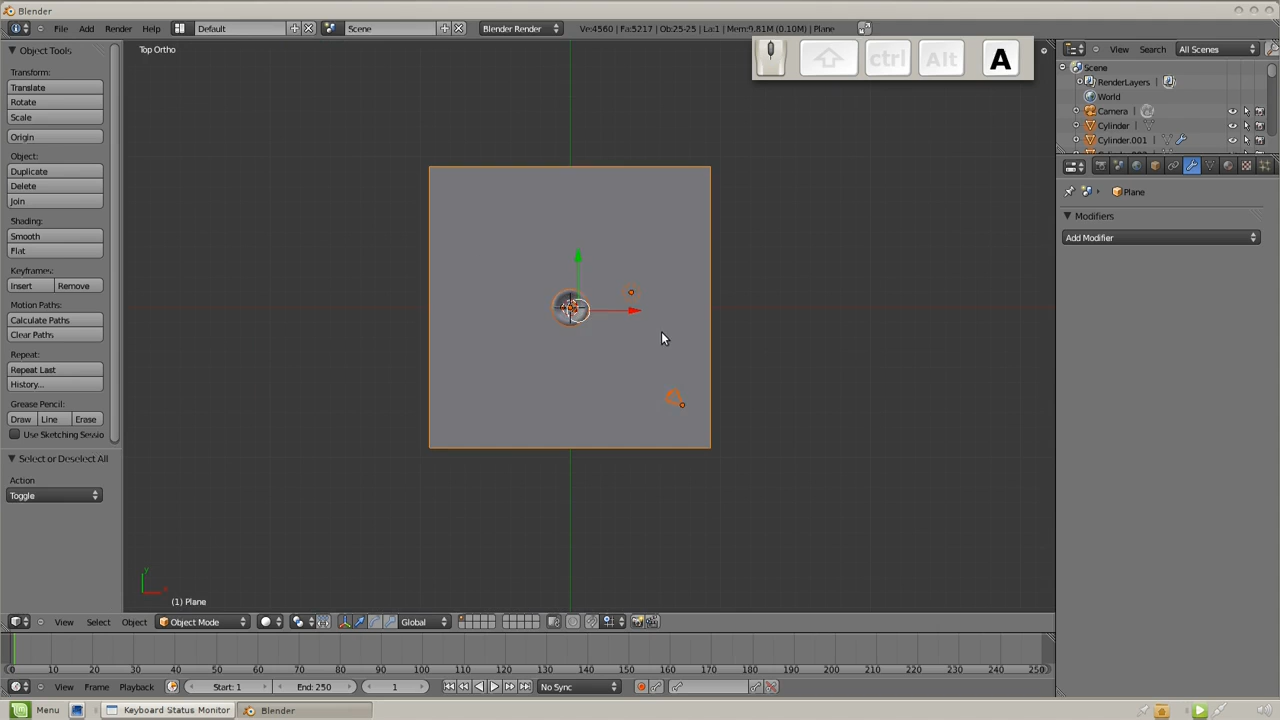 Blender
File Add Render Help Default Scene Blender Render Ve:4560 | Fa:5217 | Ob:25-25 | La:1 | Mem:9.81M (0.10M) | Plane
Object Tools
Transform:
Translate
Rotate
Scale
Origin
Object:
Duplicate
Delete
Join
Shading:
Smooth
Flat
Keyframes:
Insert Remove
Motion Paths:
Calculate Paths
Clear Paths
Repeat:
Repeat Last
History...
Grease Pencil:
Draw Line Erase
Use Sketching Sessio
Select or Deselect All
Action
Toggle
Top Ortho
ctrl Alt A
(1) Plane
View Search All Scenes
Scene
RenderLayers
World
Camera
Cylinder
Cylinder.001
Plane
Modifiers
Add Modifier
View Select Object Object Mode Global
0 10 20 30 40 50 60 70 80 90 100 110 120 130 140 150 160 170 180 190 200 210 220 230 240 250
View Frame Playback Start: 1 End: 250 1 No Sync
Menu Keyboard Status Monitor Blender